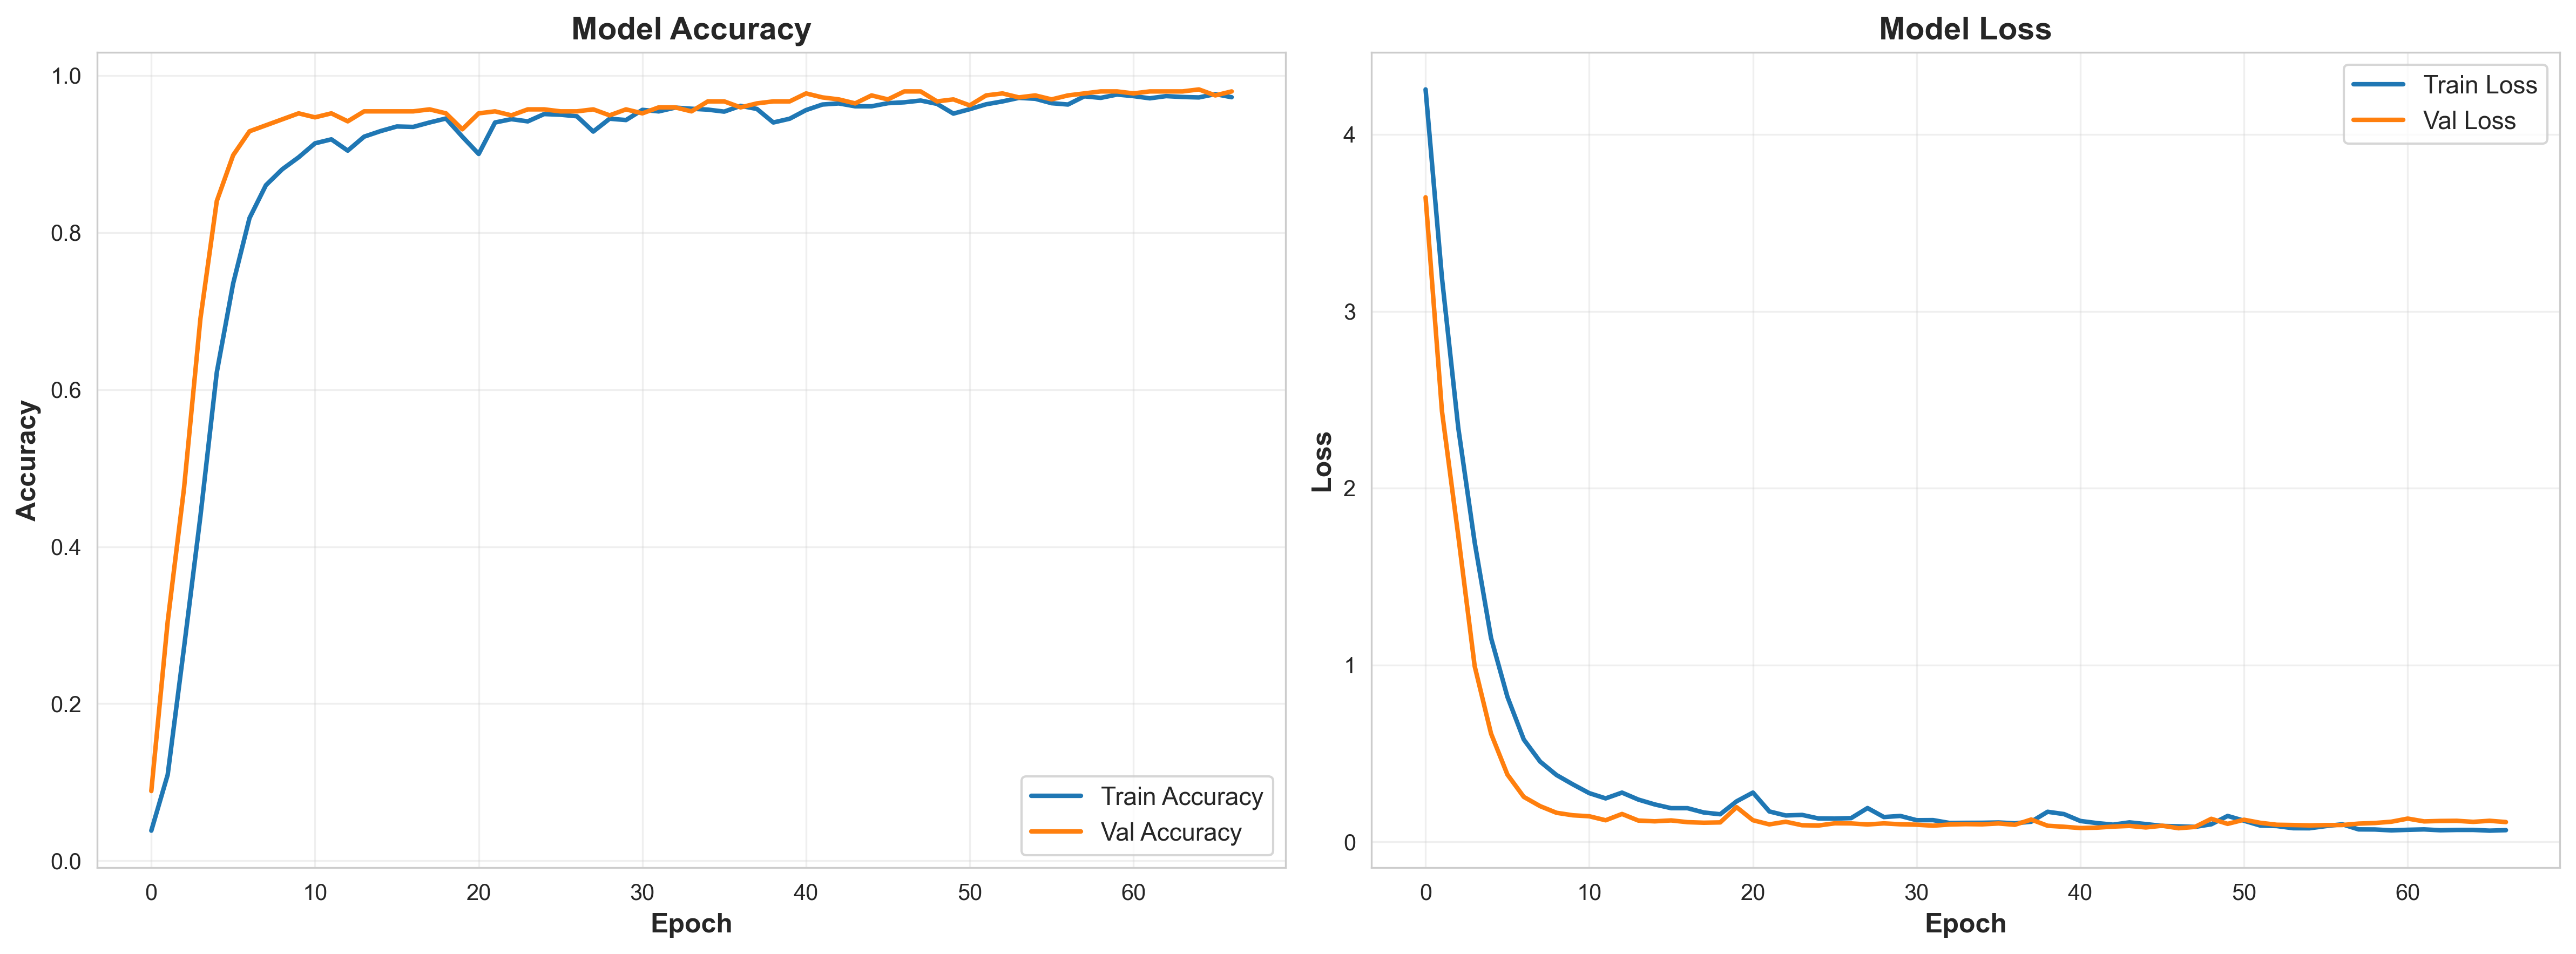 Model Accuracy
1.0
0.8
0.6
0.4
0.2
0.0
Accuracy
Train Accuracy
Val Accuracy
0 10 20 30 40 50 60
Epoch
Model Loss
4
3
2
1
0
Loss
Train Loss
Val Loss
0 10 20 30 40 50 60
Epoch